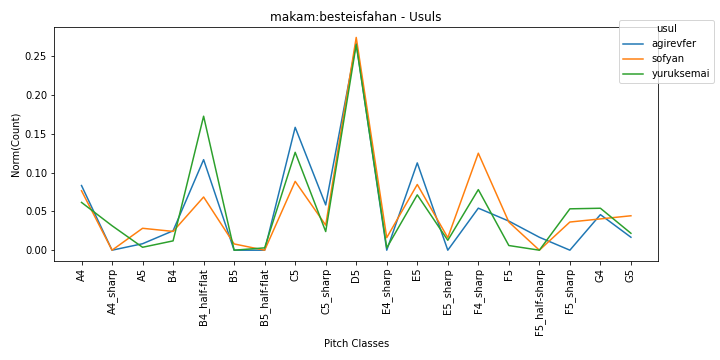 makam:besteisfahan - Usuls
usul
agirevfer
sofyan
yuruksemai
Norm(Count)
0.25
0.20
0.15
0.10
0.05
0.00
A4
A4_sharp
A5
B4
B4_half-flat
B5
B5_half-flat
C5
C5_sharp
D5
E4_sharp
E5
E5_sharp
F4_sharp
F5
F5_half-sharp
F5_sharp
G4
G5
Pitch Classes